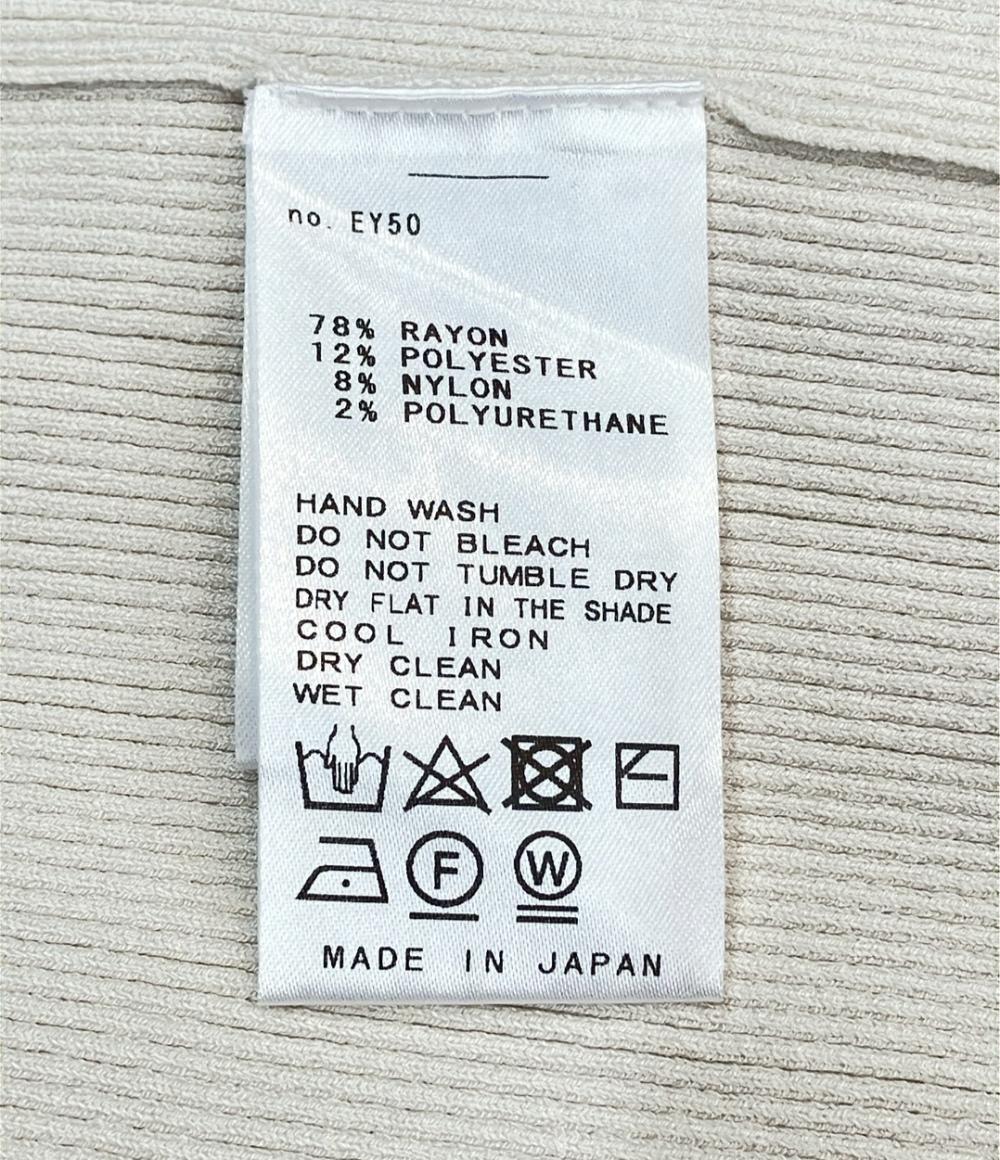 no. EY50
78% RAYON
12% POLYESTER
8% NYLON
2% POLYURETHANE
HAND WASH
DO NOT BLEACH
DO NOT TUMBLE DRY
DRY FLAT IN THE SHADE
COOL IRON
DRY CLEAN
WET CLEAN
F W
MADE IN JAPAN